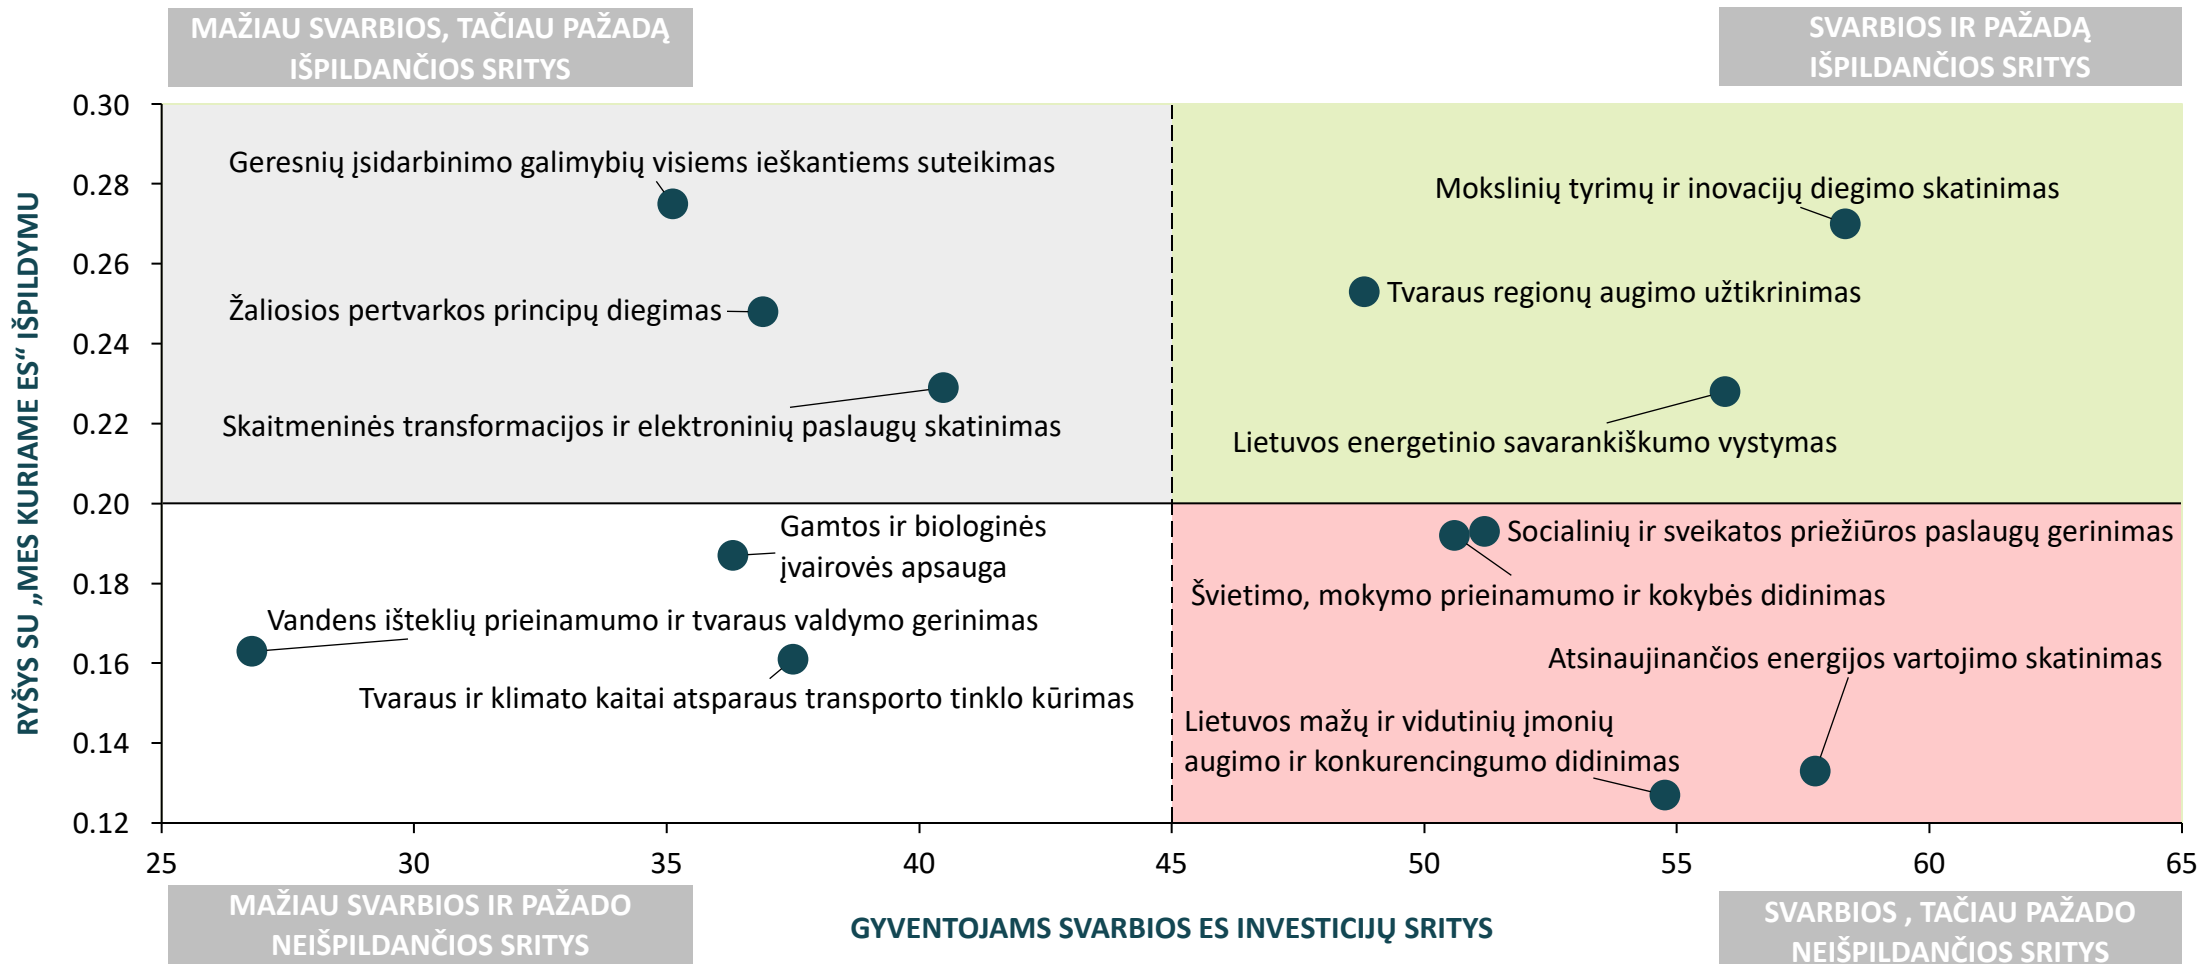 MAŽIAU SVARBIOS, TAČIAU PAŽADĄ
IŠPILDANČIOS SRITYS
SVARBIOS IR PAŽADĄ
IŠPILDANČIOS SRITYS
RYŠYS SU „MES KURIAME ES“ IŠPILDYMU
0.30
0.28
0.26
0.24
0.22
0.20
0.18
0.16
0.14
0.12
Geresnių įsidarbinimo galimybių visiems ieškantiems suteikimas
Žaliosios pertvarkos principų diegimas
Skaitmeninės transformacijos ir elektroninių paslaugų skatinimas
Mokslinių tyrimų ir inovacijų diegimo skatinimas
Tvaraus regionų augimo užtikrinimas
Lietuvos energetinio savarankiškumo vystymas
Gamtos ir biologinės
įvairovės apsauga
Vandens išteklių prieinamumo ir tvaraus valdymo gerinimas
Tvaraus ir klimato kaitai atsparaus transporto tinklo kūrimas
Socialinių ir sveikatos priežiūros paslaugų gerinimas
Švietimo, mokymo prieinamumo ir kokybės didinimas
Atsinaujinančios energijos vartojimo skatinimas
Lietuvos mažų ir vidutinių įmonių
augimo ir konkurencingumo didinimas
25 30 35 40 45 50 55 60 65
MAŽIAU SVARBIOS IR PAŽADO
NEIŠPILDANČIOS SRITYS
GYVENTOJAMS SVARBIOS ES INVESTICIJŲ SRITYS
SVARBIOS , TAČIAU PAŽADO
NEIŠPILDANČIOS SRITYS